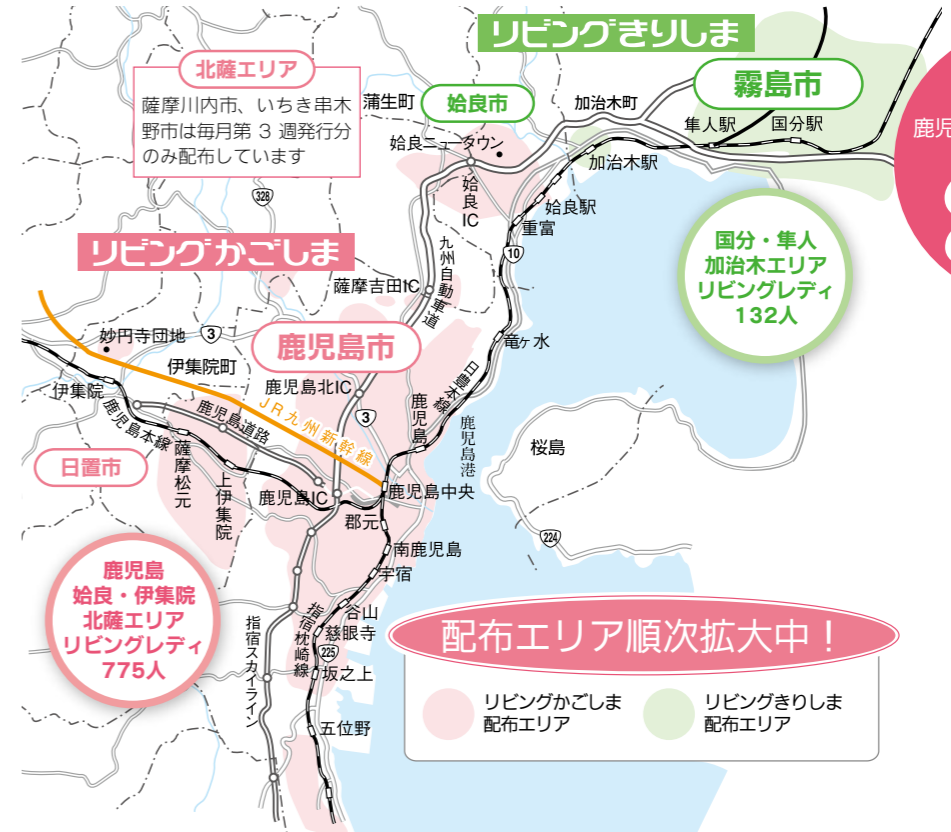 リビングきりしま
北薩エリア
薩摩川内市、いちき串木
野市は毎月第 3 週発行分
のみ配布しています
蒲生町
姶良市
加治木町
霧島市
隼人駅
国分駅
鹿児
姶良ニュータウン
加治木駅
姶良IC
姶良駅
重富
328
10
リビングかごしま
九州自動車道
薩摩吉田IC
国分・隼人
加治木エリア
リビングレディ
132人
妙円寺団地
3
鹿児島市
竜ヶ水
伊集院町
伊集院
鹿児島北IC
日豊本線
JR九州新幹線
3
鹿児島
鹿児島港
鹿児島道路
鹿児島本線
桜島
日置市
薩摩松元
上伊集院
鹿児島IC
鹿児島中央
郡元
224
南鹿児島
宇宿
鹿児島
姶良・伊集院
北薩エリア
リビングレディ
775人
指宿スカイライン
指宿枕崎線
谷山
慈眼寺
225
坂之上
五位野
配布エリア順次拡大中！
リビングかごしま
配布エリア
リビングきりしま
配布エリア